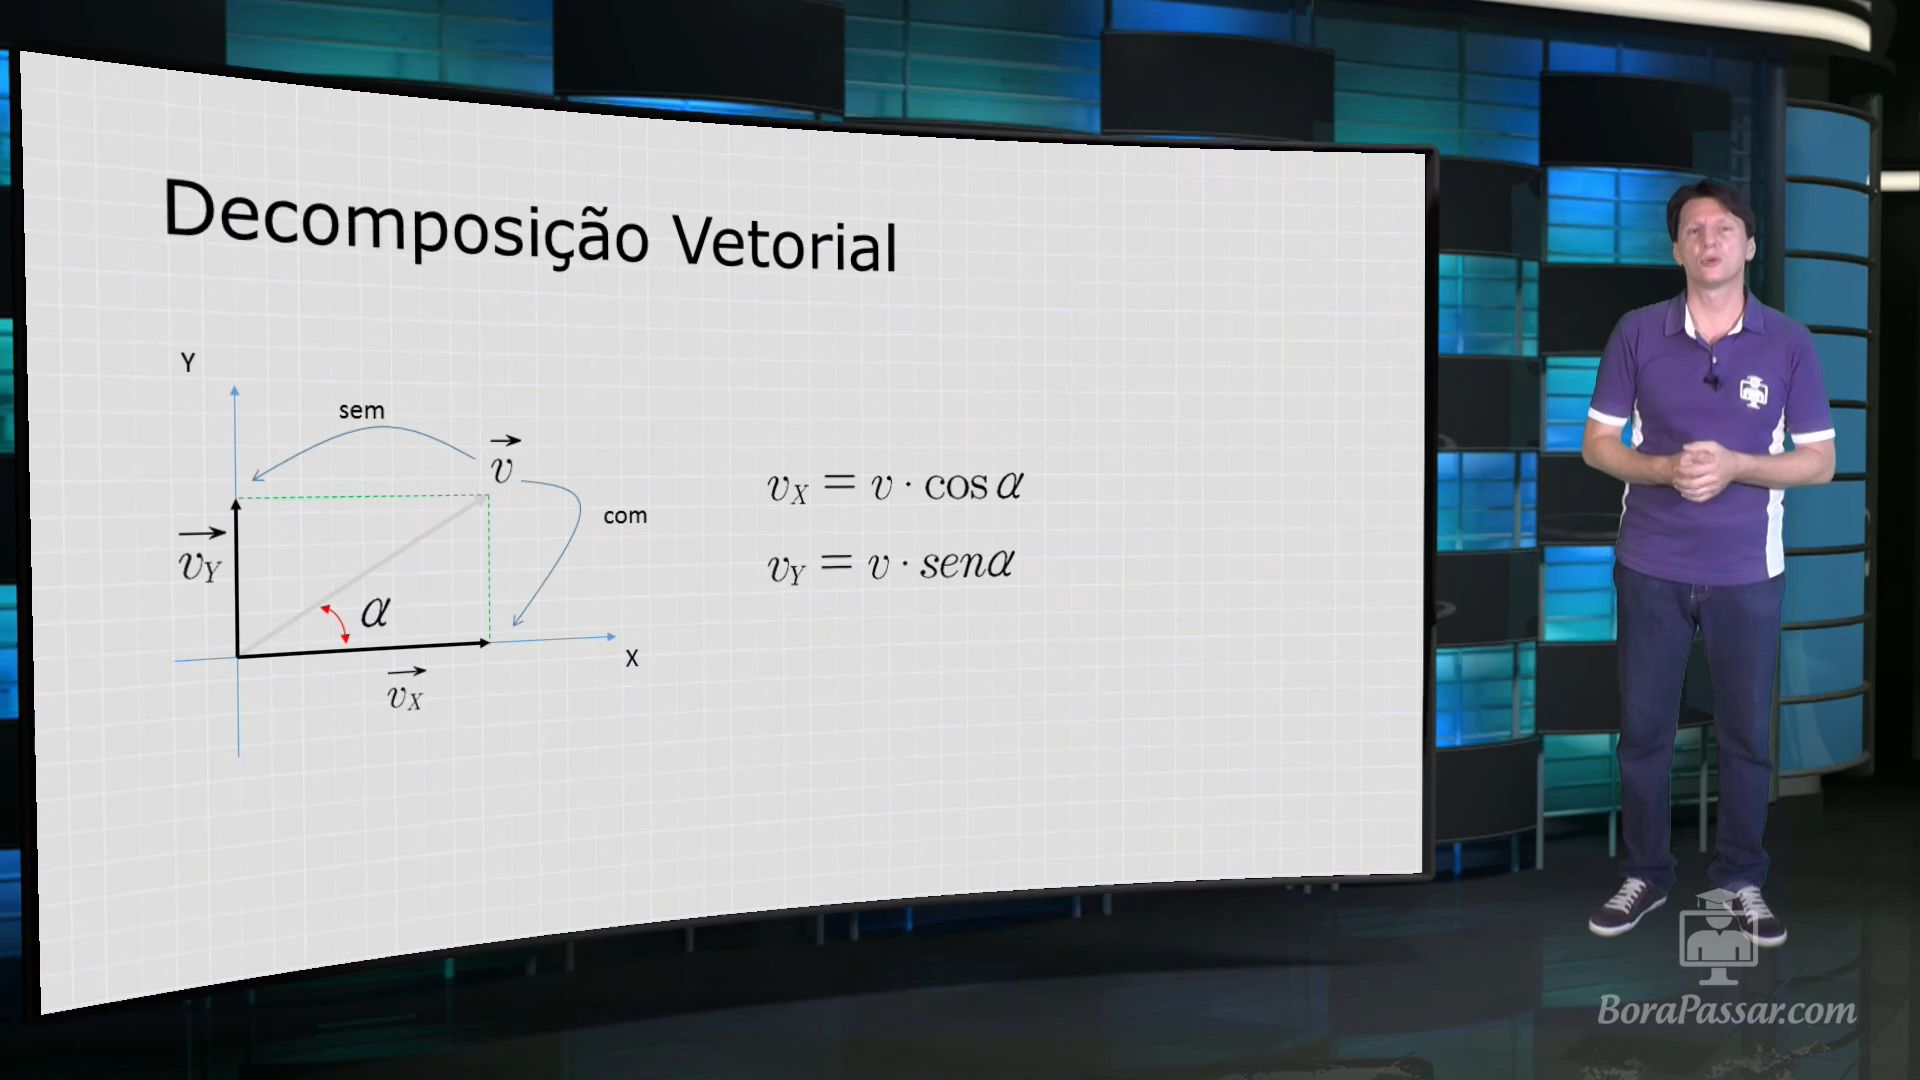 Decomposição Vetorial
Y
sem
v
com
v_Y
α
v_X
X
v_X = v · cos α
v_Y = v · senα
BoraPassar.com